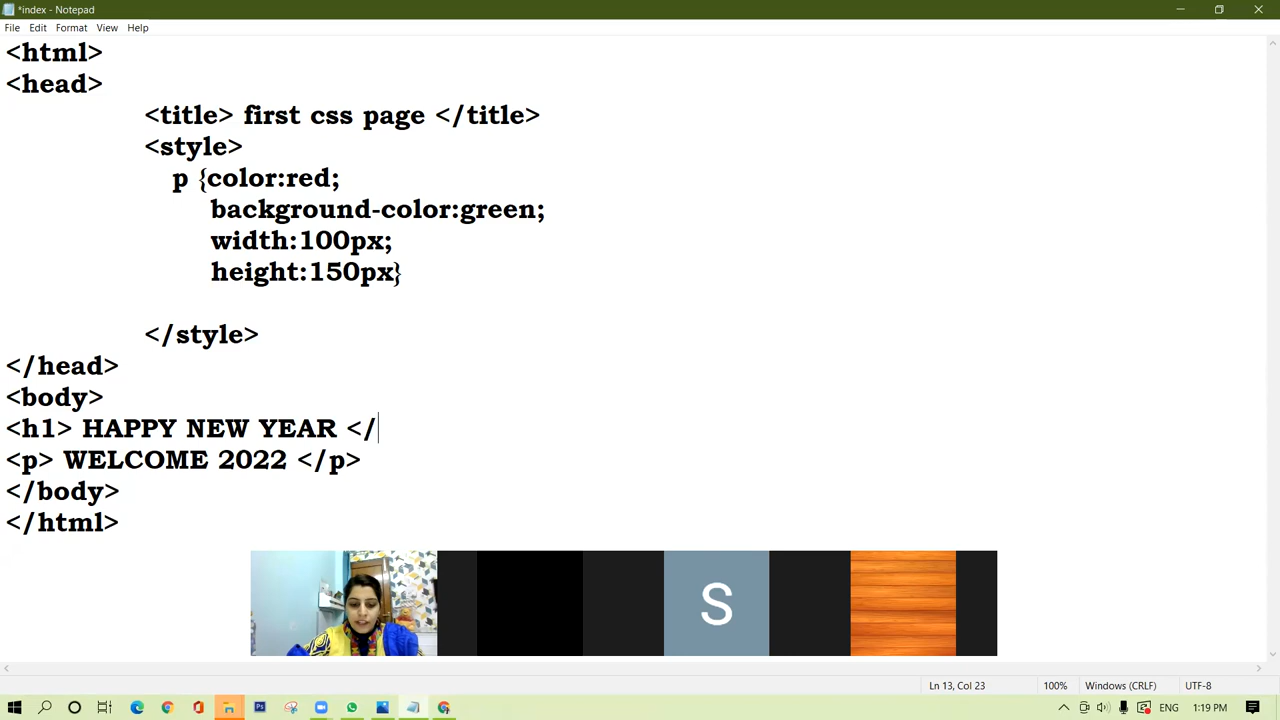 *index - Notepad
File Edit Format View Help
<html>
<head>
<title> first css page </title>
<style>
p {color:red;
background-color:green;
width:100px;
height:150px}
</style>
</head>
<body>
<h1> HAPPY NEW YEAR </
<p> WELCOME 2022 </p>
</body>
</html>
S
Ln 13, Col 23 100% Windows (CRLF) UTF-8
ENG 1:19 PM